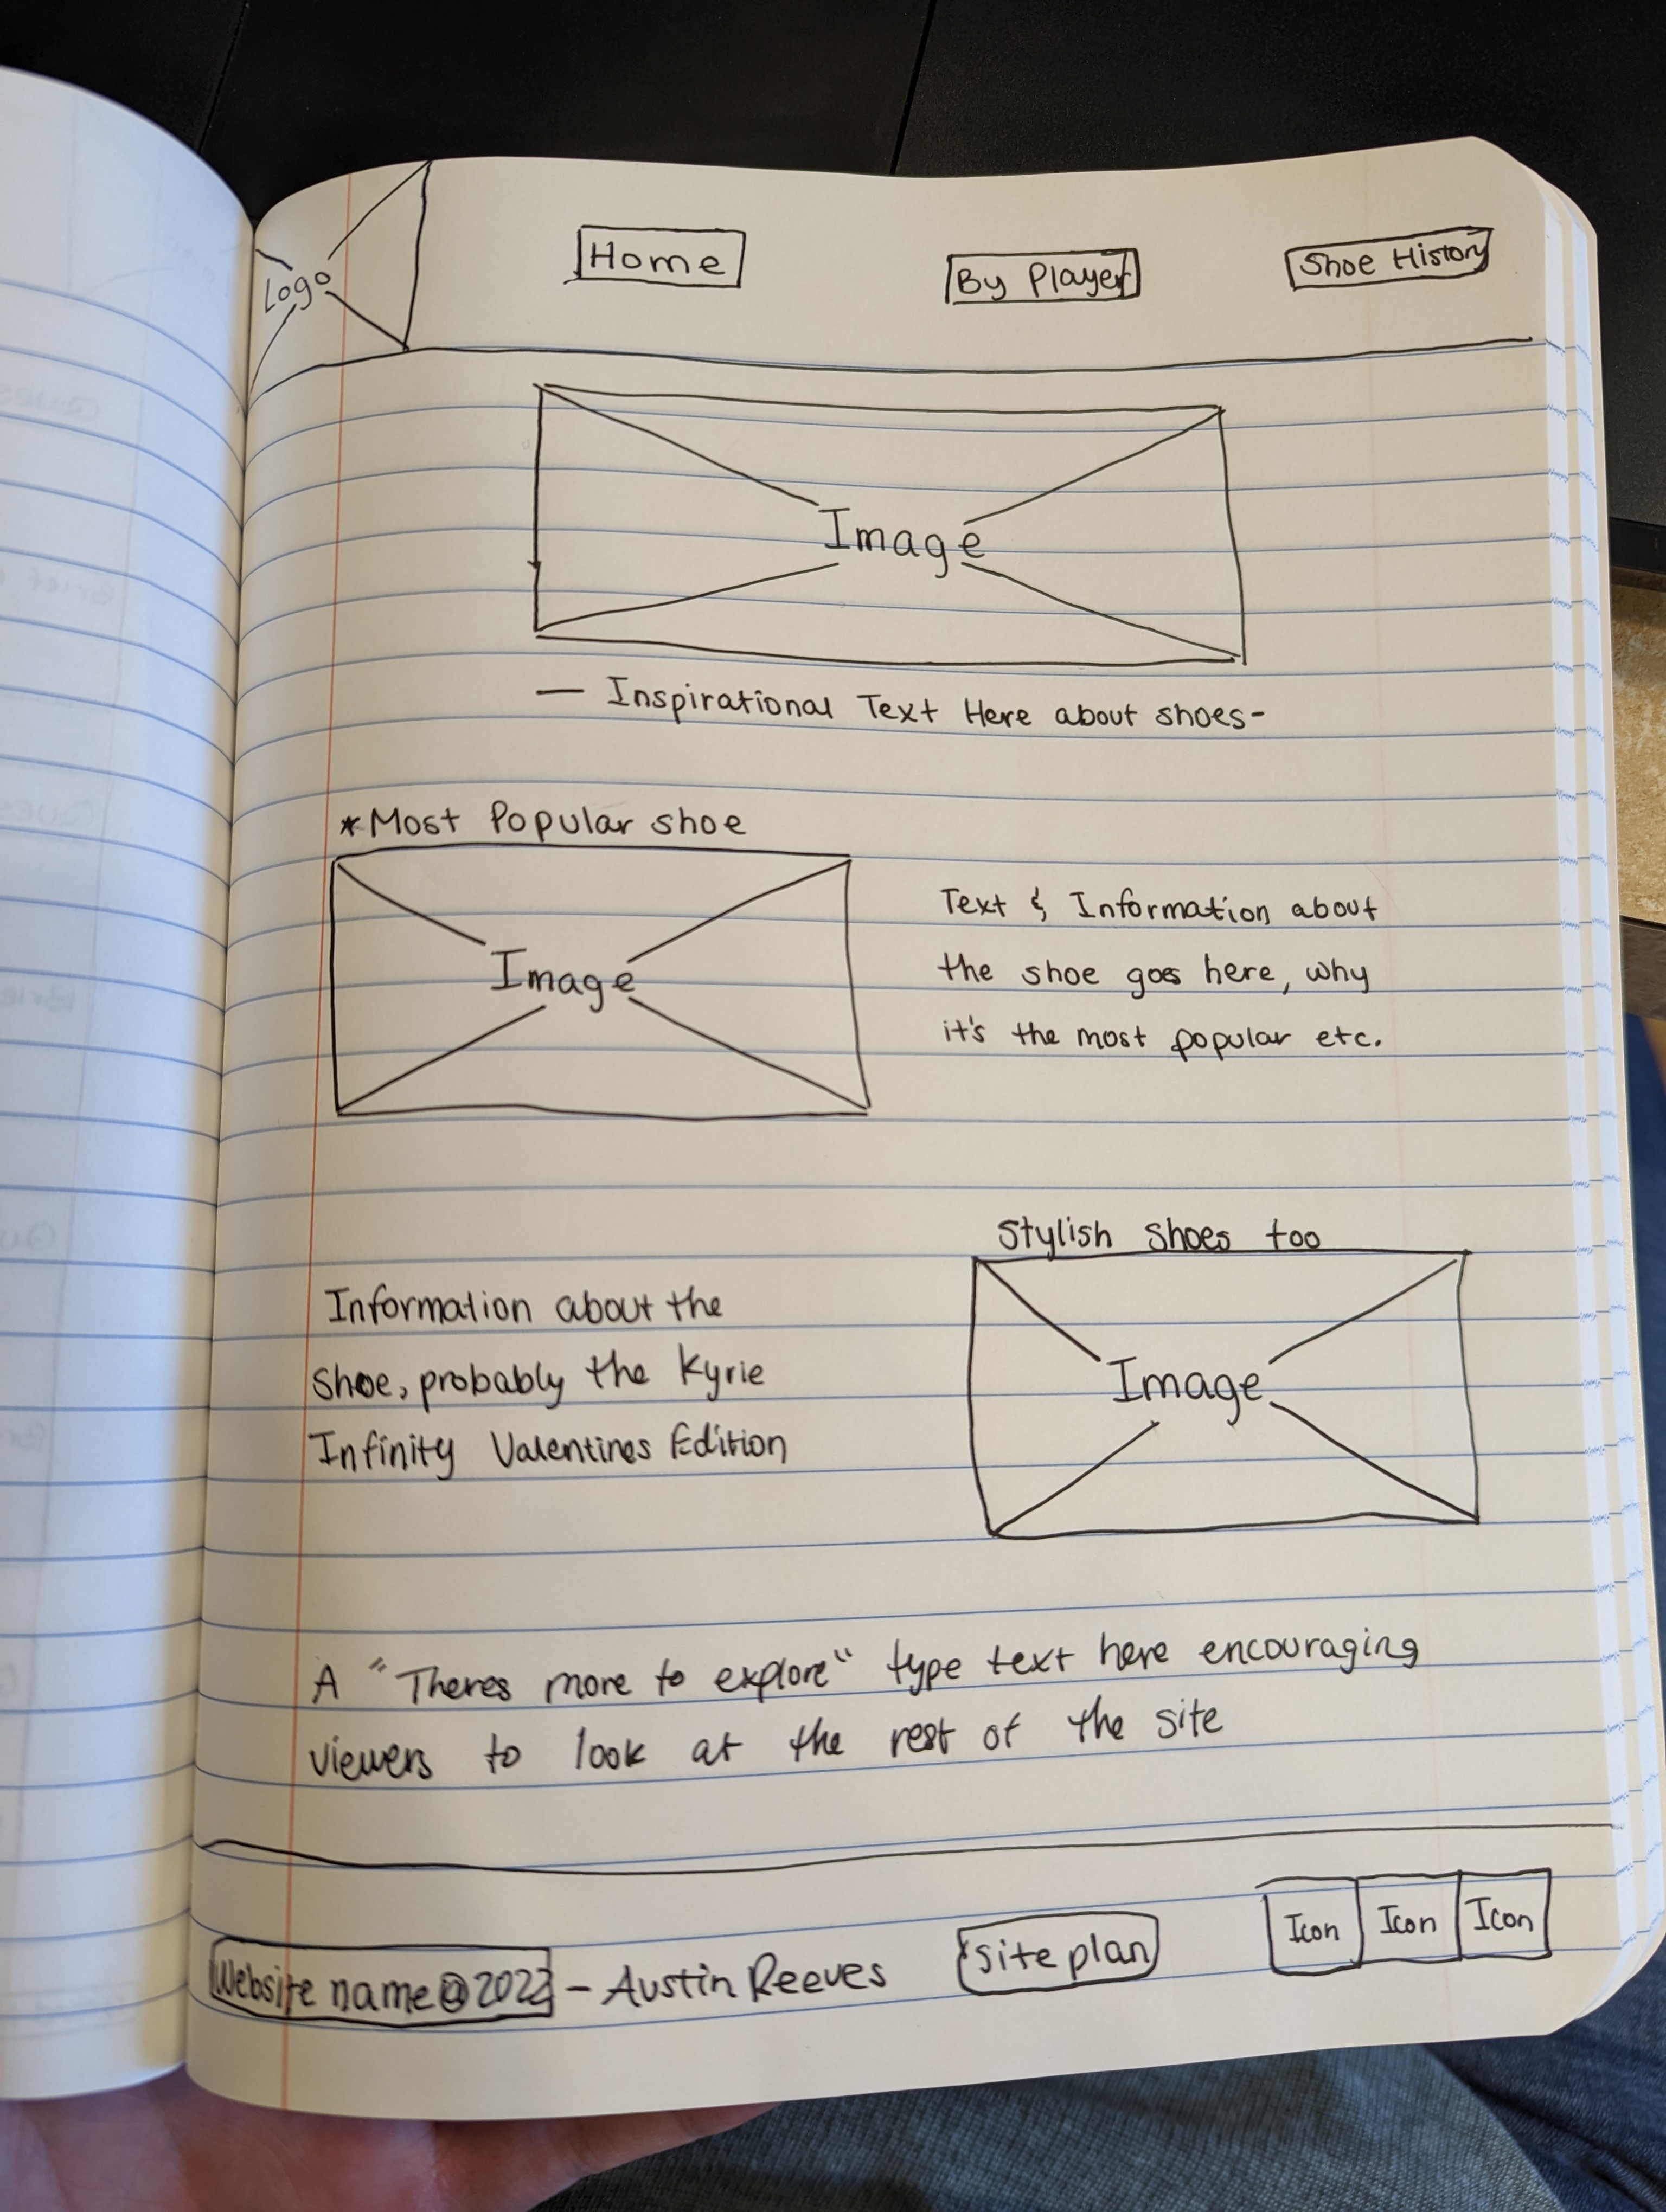 Logo
Home
By Player
Shoe History
Image
— Inspirational Text Here about shoes-
*Most Popular shoe
Image
Text & Information about
the shoe goes here, why
it's the most popular etc.
Stylish Shoes too
Information about the
shoe, probably the Kyrie
Infinity Valentines Edition
Image
A "Theres more to explore" type text here encouraging
viewers to look at the rest of the site
Website name@2022 - Austin Reeves
Site plan
Icon Icon Icon